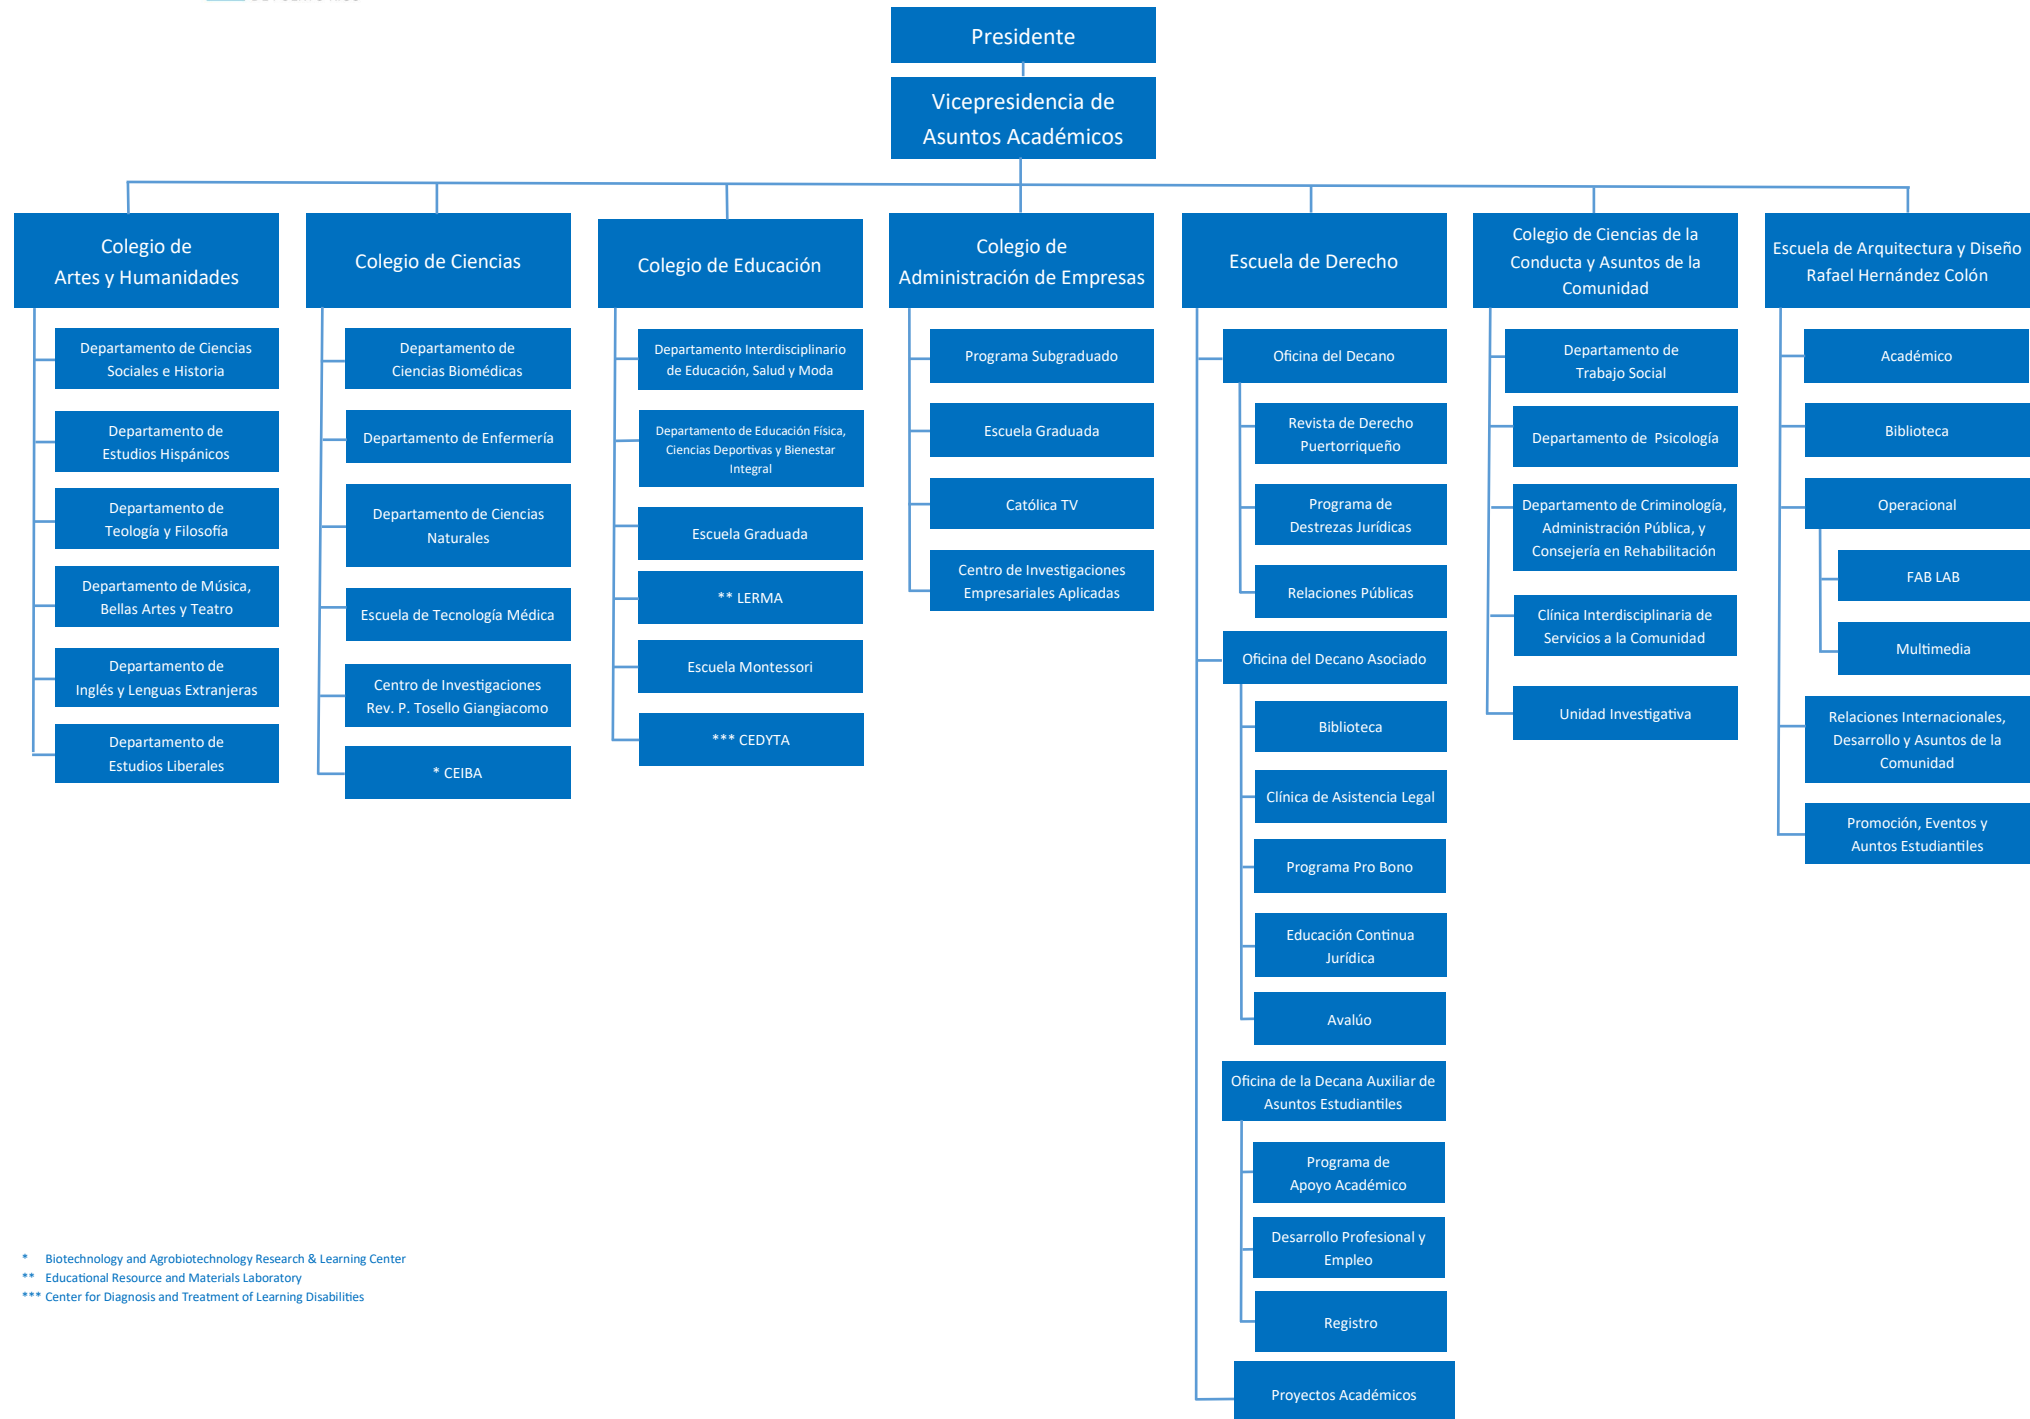 Presidente
Vicepresidencia de
Asuntos Académicos
Colegio de
Artes y Humanidades
Departamento de Ciencias
Sociales e Historia
Departamento de
Estudios Hispánicos
Departamento de
Teología y Filosofía
Departamento de Música,
Bellas Artes y Teatro
Departamento de
Inglés y Lenguas Extranjeras
Departamento de
Estudios Liberales
Colegio de Ciencias
Departamento de
Ciencias Biomédicas
Departamento de Enfermería
Departamento de Ciencias
Naturales
Escuela de Tecnología Médica
Centro de Investigaciones
Rev. P. Tosello Giangiacomo
* CEIBA
Colegio de Educación
Departamento Interdisciplinario
de Educación, Salud y Moda
Departamento de Educación Física,
Ciencias Deportivas y Bienestar
Integral
Escuela Graduada
** LERMA
Escuela Montessori
*** CEDYTA
Colegio de
Administración de Empresas
Programa Subgraduado
Escuela Graduada
Católica TV
Centro de Investigaciones
Empresariales Aplicadas
Escuela de Derecho
Oficina del Decano
Revista de Derecho
Puertorriqueño
Programa de
Destrezas Jurídicas
Relaciones Públicas
Oficina del Decano Asociado
Biblioteca
Clínica de Asistencia Legal
Programa Pro Bono
Educación Continua
Jurídica
Avalúo
Oficina de la Decana Auxiliar de
Asuntos Estudiantiles
Programa de
Apoyo Académico
Desarrollo Profesional y
Empleo
Registro
Proyectos Académicos
Colegio de Ciencias de la
Conducta y Asuntos de la
Comunidad
Departamento de
Trabajo Social
Departamento de Psicología
Departamento de Criminología,
Administración Pública, y
Consejería en Rehabilitación
Clínica Interdisciplinaria de
Servicios a la Comunidad
Unidad Investigativa
Escuela de Arquitectura y Diseño
Rafael Hernández Colón
Académico
Biblioteca
Operacional
FAB LAB
Multimedia
Relaciones Internacionales,
Desarrollo y Asuntos de la
Comunidad
Promoción, Eventos y
Auntos Estudiantiles
* Biotechnology and Agrobiotechnology Research & Learning Center
** Educational Resource and Materials Laboratory
*** Center for Diagnosis and Treatment of Learning Disabilities